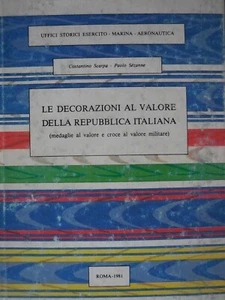 UFFICI STORICI ESERCITO - MARINA - AERONAUTICA
Costantino Scarpa - Paolo Sézanne
LE DECORAZIONI AL VALORE
DELLA REPUBBLICA ITALIANA
(medaglie al valore e croce al valore militare)
ROMA - 1981